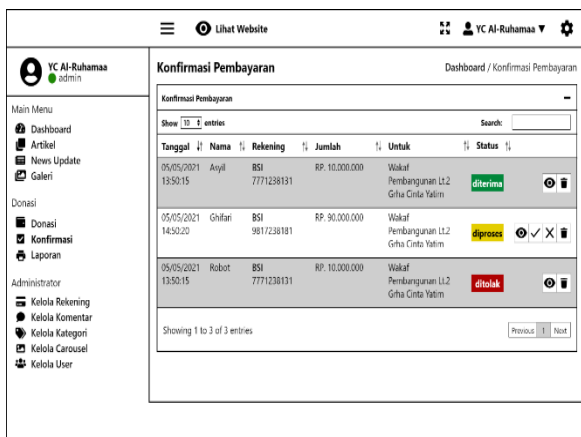 Lihat Website
YC Al-Ruhamaa ▼
YC Al-Ruhamaa
admin
Main Menu
Dashboard
Artikel
News Update
Galeri
Donasi
Donasi
Konfirmasi
Laporan
Administrator
Kelola Rekening
Kelola Komentar
Kelola Kategori
Kelola Carousel
Kelola User
Konfirmasi Pembayaran
Dashboard / Konfirmasi Pembayaran
Konfirmasi Pembayaran
Show 10 entries
Search:
Tanggal Nama Rekening Jumlah Untuk Status
05/05/2021 Asyil BSI RP. 10.000.000 Wakaf
13:50:15 7771238131 Pembangunan Lt.2 diterima
Grha Cinta Yatim
05/05/2021 Ghifari BSI RP. 90.000.000 Wakaf
14:50:20 9817238181 Pembangunan Lt.2 diproses
Grha Cinta Yatim
05/05/2021 Robot BSI RP. 10.000.000 Wakaf
13:50:15 7771238131 Pembangunan Lt.2 ditolak
Grha Cinta Yatim
Showing 1 to 3 of 3 entries
Previous 1 Next